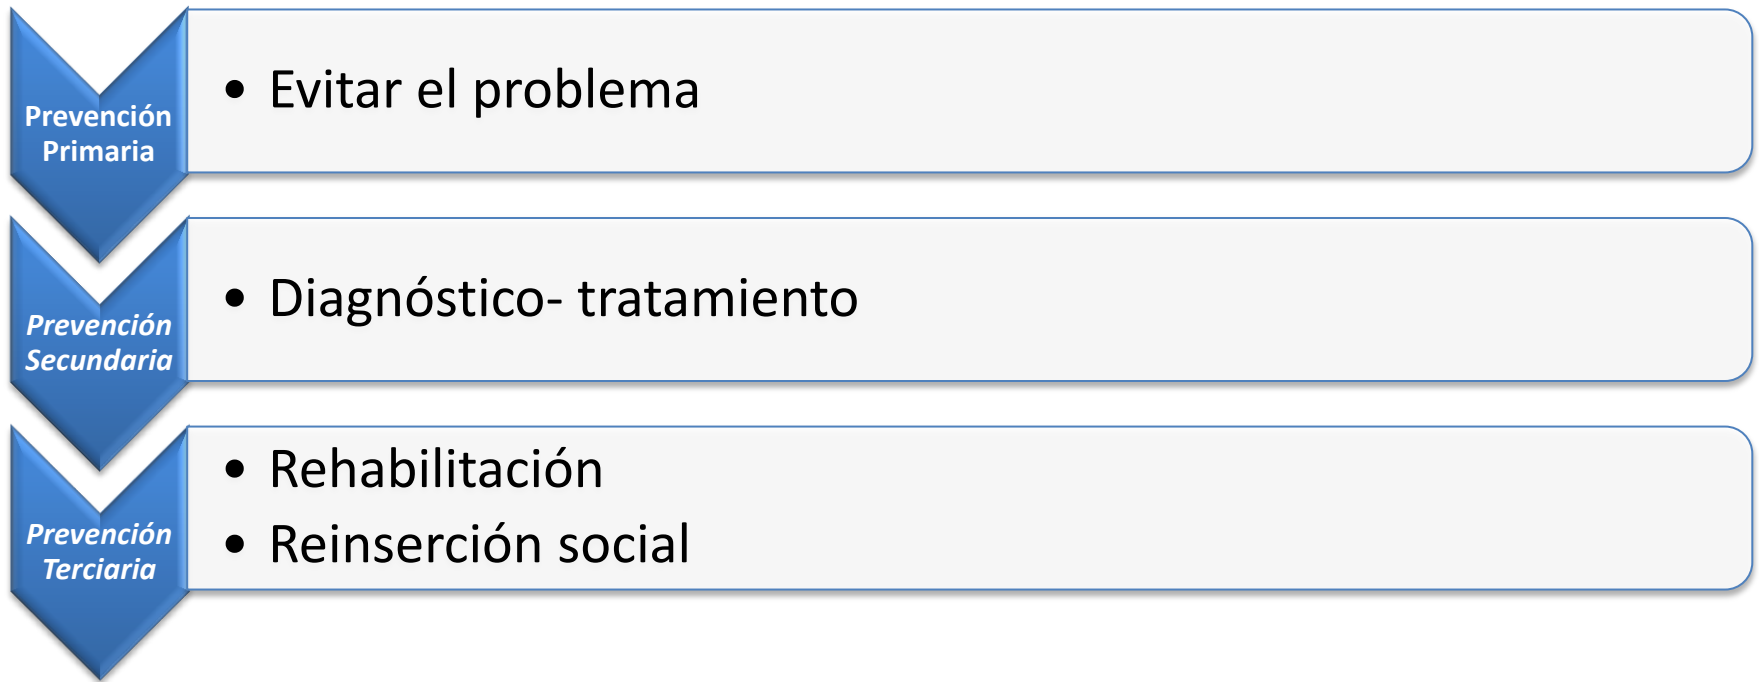 Prevención
Primaria
• Evitar el problema
Prevención
Secundaria
• Diagnóstico- tratamiento
Prevención
Terciaria
• Rehabilitación
• Reinserción social